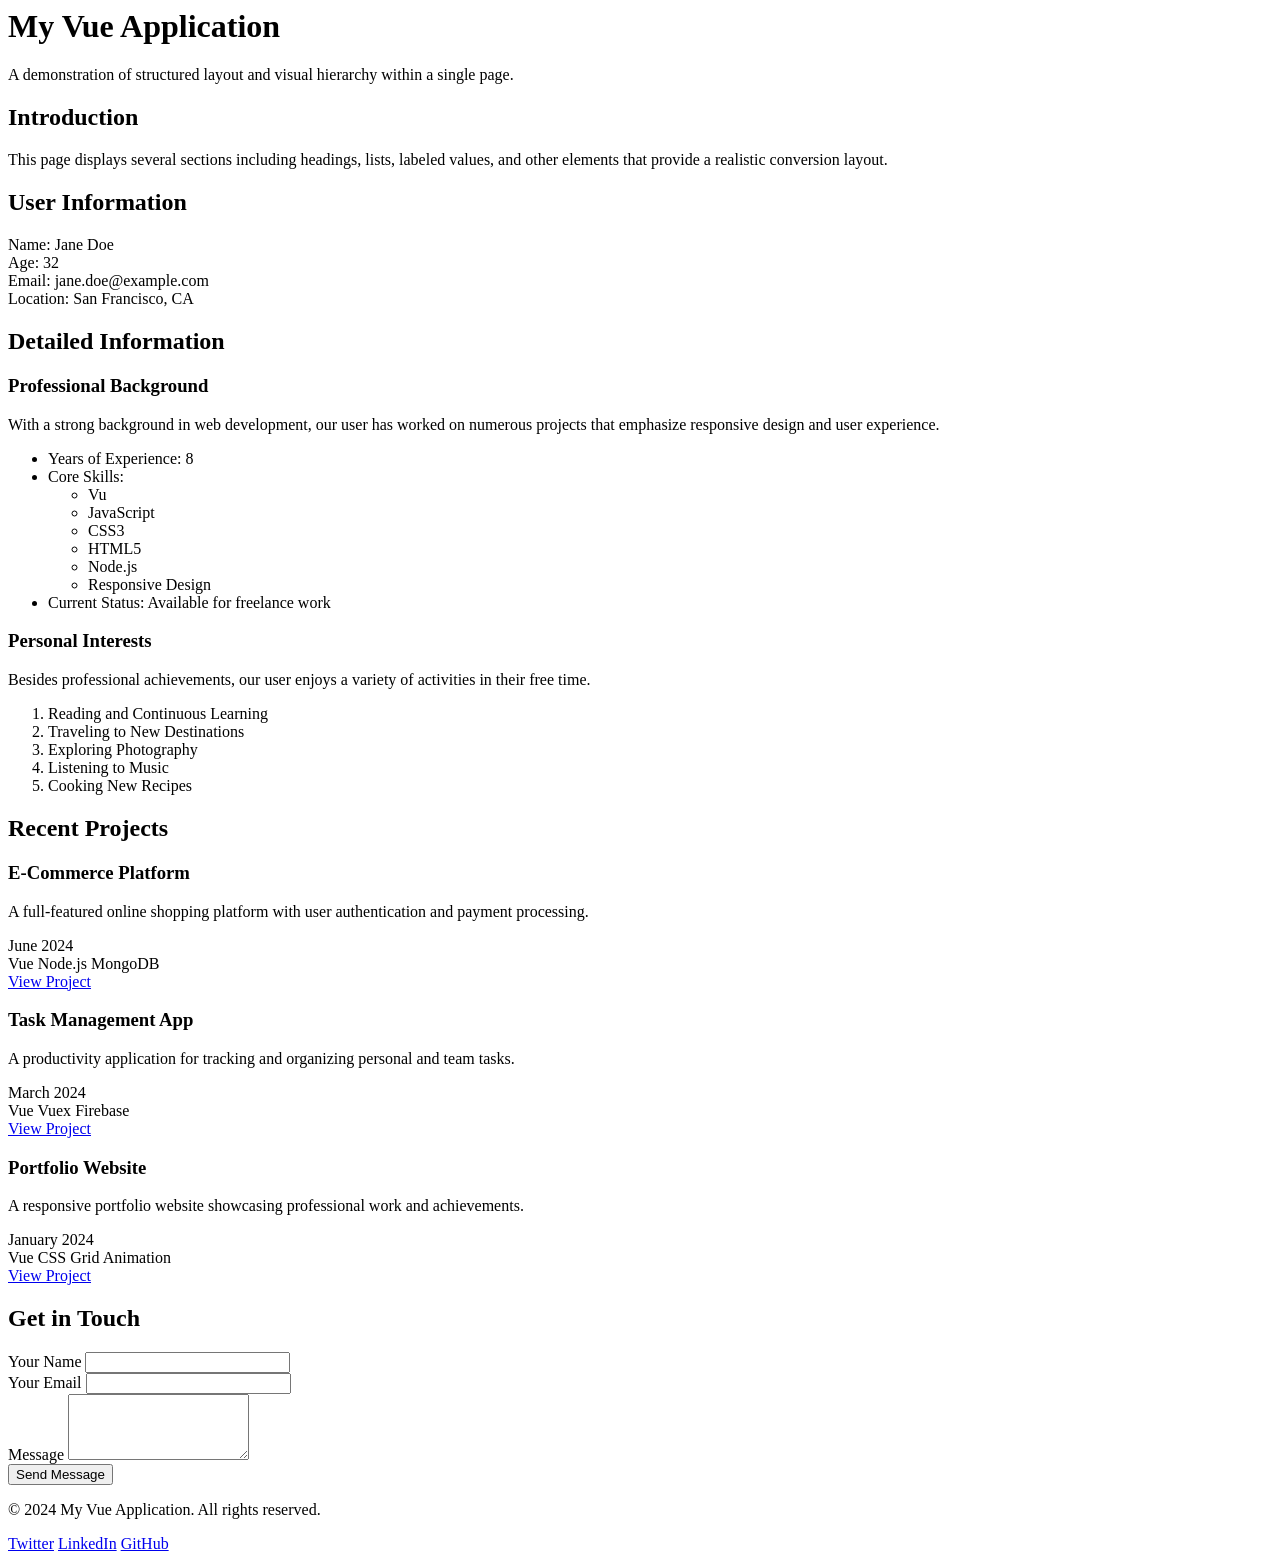 My Vue Application
A demonstration of structured layout and visual hierarchy within a single page.
Introduction
This page displays several sections including headings, lists, labeled values, and other elements that provide a realistic conversion layout.
User Information
Name: Jane Doe
Age: 32
Email: jane.doe@example.com
Location: San Francisco, CA
Detailed Information
Professional Background
With a strong background in web development, our user has worked on numerous projects that emphasize responsive design and user experience.
Years of Experience: 8
Core Skills:
Vu
JavaScript
CSS3
HTML5
Node.js
Responsive Design
Current Status: Available for freelance work
Personal Interests
Besides professional achievements, our user enjoys a variety of activities in their free time.
1. Reading and Continuous Learning
2. Traveling to New Destinations
3. Exploring Photography
4. Listening to Music
5. Cooking New Recipes
Recent Projects
E-Commerce Platform
A full-featured online shopping platform with user authentication and payment processing.
June 2024
Vue Node.js MongoDB
View Project
Task Management App
A productivity application for tracking and organizing personal and team tasks.
March 2024
Vue Vuex Firebase
View Project
Portfolio Website
A responsive portfolio website showcasing professional work and achievements.
January 2024
Vue CSS Grid Animation
View Project
Get in Touch
Your Name
Your Email
Message
Send Message
© 2024 My Vue Application. All rights reserved.
Twitter LinkedIn GitHub